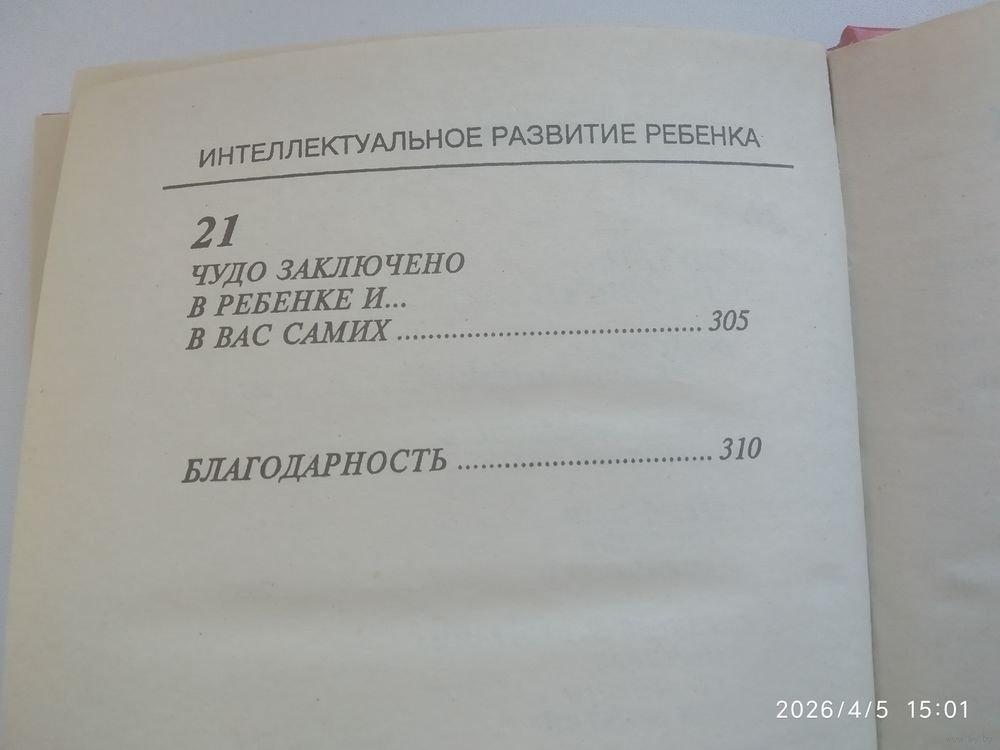 ИНТЕЛЛЕКТУАЛЬНОЕ РАЗВИТИЕ РЕБЕНКА
21
ЧУДО ЗАКЛЮЧЕНО
В РЕБЕНКЕ И...
В ВАС САМИХ ....................................... 305
БЛАГОДАРНОСТЬ ................................. 310
2026/4/5 15:01